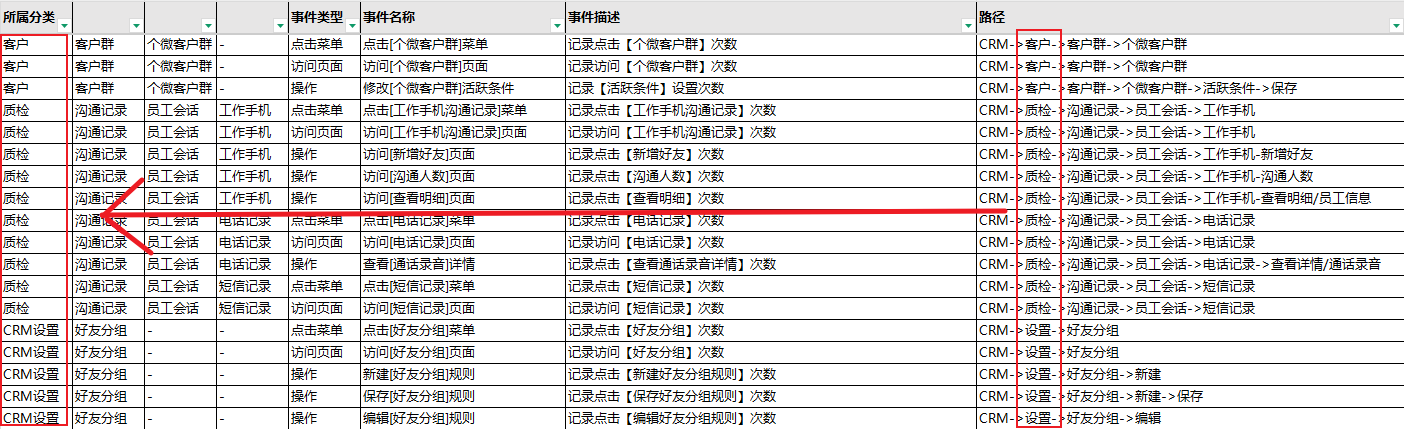 所属分类 事件类型 事件名称 事件描述 路径
客户 客户群 个微客户群 - 点击菜单 点击[个微客户群]菜单 记录点击【个微客户群】次数 CRM->客户->客户群->个微客户群
客户 客户群 个微客户群 - 访问页面 访问[个微客户群]页面 记录访问【个微客户群】次数 CRM->客户->客户群->个微客户群
客户 客户群 个微客户群 - 操作 修改[个微客户群]活跃条件 记录【活跃条件】设置次数 CRM->客户->客户群->个微客户群->活跃条件->保存
质检 沟通记录 员工会话 工作手机 点击菜单 点击[工作手机沟通记录]菜单 记录点击【工作手机沟通记录】次数 CRM->质检->沟通记录->员工会话->工作手机
质检 沟通记录 员工会话 工作手机 访问页面 访问[工作手机沟通记录]页面 记录访问【工作手机沟通记录】次数 CRM->质检->沟通记录->员工会话->工作手机
质检 沟通记录 员工会话 工作手机 操作 访问[新增好友]页面 记录点击【新增好友】次数 CRM->质检->沟通记录->员工会话->工作手机-新增好友
质检 沟通记录 员工会话 工作手机 操作 访问[沟通人数]页面 记录点击【沟通人数】次数 CRM->质检->沟通记录->员工会话->工作手机-沟通人数
质检 沟通记录 员工会话 工作手机 操作 访问[查看明细]页面 记录点击【查看明细】次数 CRM->质检->沟通记录->员工会话->工作手机-查看明细/员工信息
质检 沟通记录 员工会话 电话记录 点击菜单 点击[电话记录]菜单 记录点击【电话记录】次数 CRM->质检->沟通记录->员工会话->电话记录
质检 沟通记录 员工会话 电话记录 访问页面 访问[电话记录]页面 记录访问【电话记录】次数 CRM->质检->沟通记录->员工会话->电话记录
质检 沟通记录 员工会话 电话记录 操作 查看[通话录音]详情 记录点击【查看通话录音详情】次数 CRM->质检->沟通记录->员工会话->电话记录->查看详情/通话录音
质检 沟通记录 员工会话 短信记录 点击菜单 点击[短信记录]菜单 记录点击【短信记录】次数 CRM->质检->沟通记录->员工会话->短信记录
质检 沟通记录 员工会话 短信记录 访问页面 访问[短信记录]页面 记录访问【短信记录】次数 CRM->质检->沟通记录->员工会话->短信记录
CRM设置 好友分组 - - 点击菜单 点击[好友分组]菜单 记录点击【好友分组】次数 CRM->设置->好友分组
CRM设置 好友分组 - - 访问页面 访问[好友分组]页面 记录访问【好友分组】次数 CRM->设置->好友分组
CRM设置 好友分组 - - 操作 新建[好友分组]规则 记录点击【新建好友分组规则】次数 CRM->设置->好友分组->新建
CRM设置 好友分组 - - 操作 保存[好友分组]规则 记录点击【保存好友分组规则】次数 CRM->设置->好友分组->新建->保存
CRM设置 好友分组 - - 操作 编辑[好友分组]规则 记录点击【编辑好友分组规则】次数 CRM->设置->好友分组->编辑